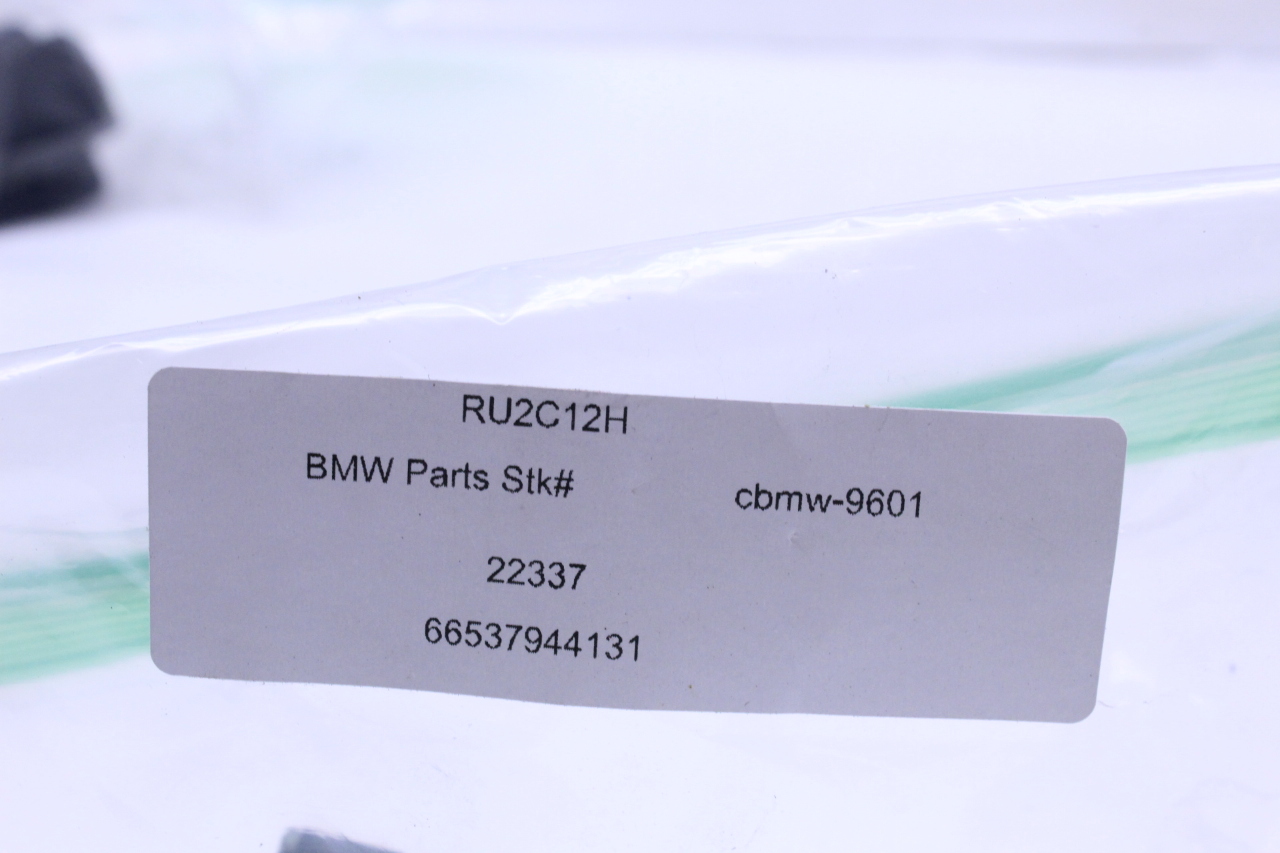 RU2C12H
BMW Parts Stk# cbmw-9601
22337
66537944131